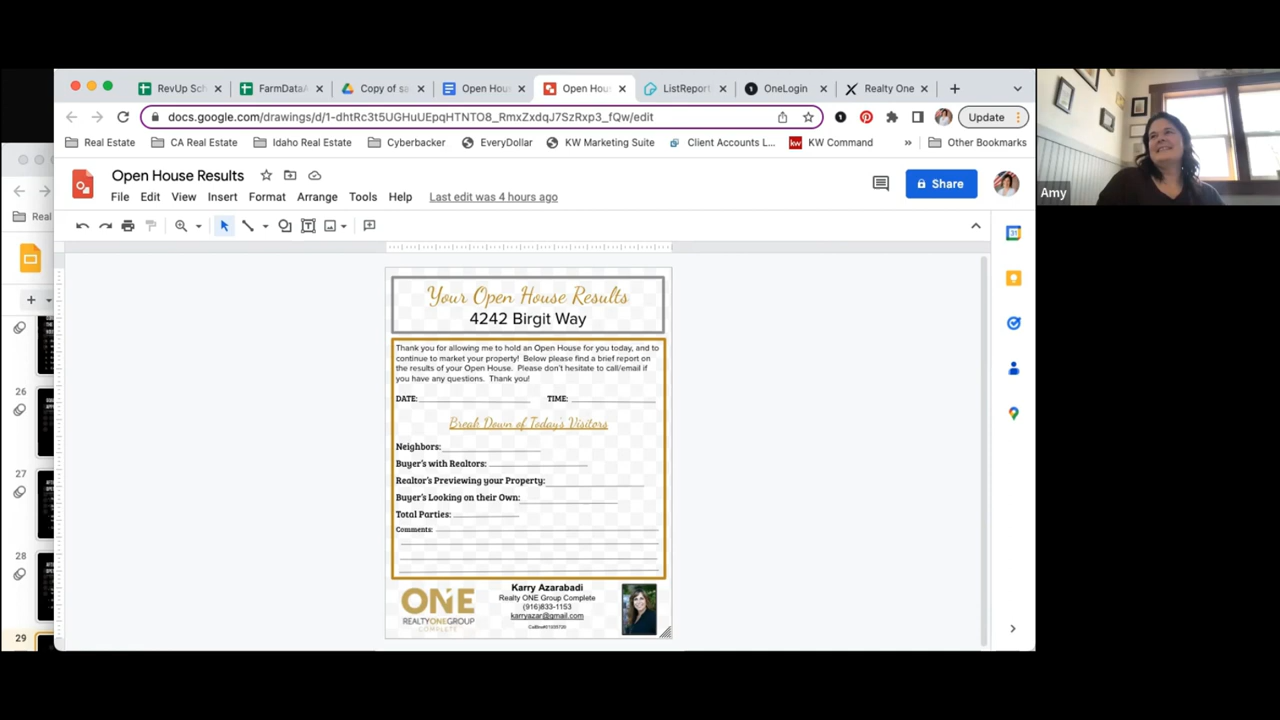 RevUp Sch
FarmDataA
Copy of sa
Open Hou
Open Hou
ListReport
OneLogin
Realty One
docs.google.com/drawings/d/1-dhtRc3t5UGHuUEpqHTNTO8_RmxZxdqJ7SzRxp3_fQw/edit
Update
Real Estate
CA Real Estate
Idaho Real Estate
Cyberbacker
EveryDollar
KW Marketing Suite
Client Accounts L...
KW Command
»
Other Bookmarks
Open House Results
File Edit View Insert Format Arrange Tools Help
Last edit was 4 hours ago
Share
Real
26
27
28
29
Your Open House Results
4242 Birgit Way
Thank you for allowing me to hold an Open House for you today, and to
continue to market your property! Below please find a brief report on
the results of your Open House. Please don't hesitate to call/email if
you have any questions. Thank you!
DATE: TIME:
Break Down of Today's Visitors
Neighbors:
Buyer's with Realtors:
Realtor's Previewing your Property:
Buyer's Looking on their Own:
Total Parties:
Comments:
ONE
REALTYONEGROUP
COMPLETE
Karry Azarabadi
Realty ONE Group Complete
(916)833-1153
karryazar@gmail.com
Amy